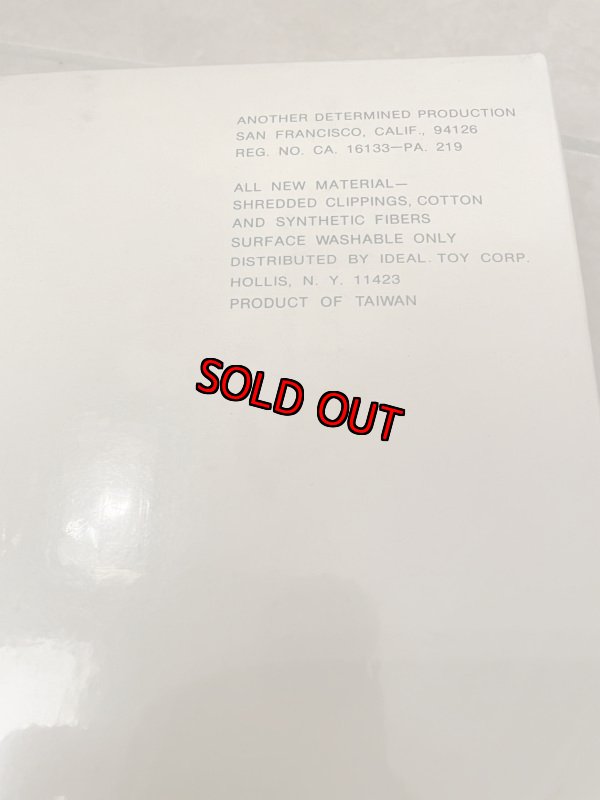 ANOTHER DETERMINED PRODUCTION
SAN FRANCISCO, CALIF., 94126
REG. NO. CA. 16133—PA. 219
ALL NEW MATERIAL—
SHREDDED CLIPPINGS, COTTON
AND SYNTHETIC FIBERS
SURFACE WASHABLE ONLY
DISTRIBUTED BY IDEAL. TOY CORP.
HOLLIS, N. Y. 11423
PRODUCT OF TAIWAN
SOLD OUT